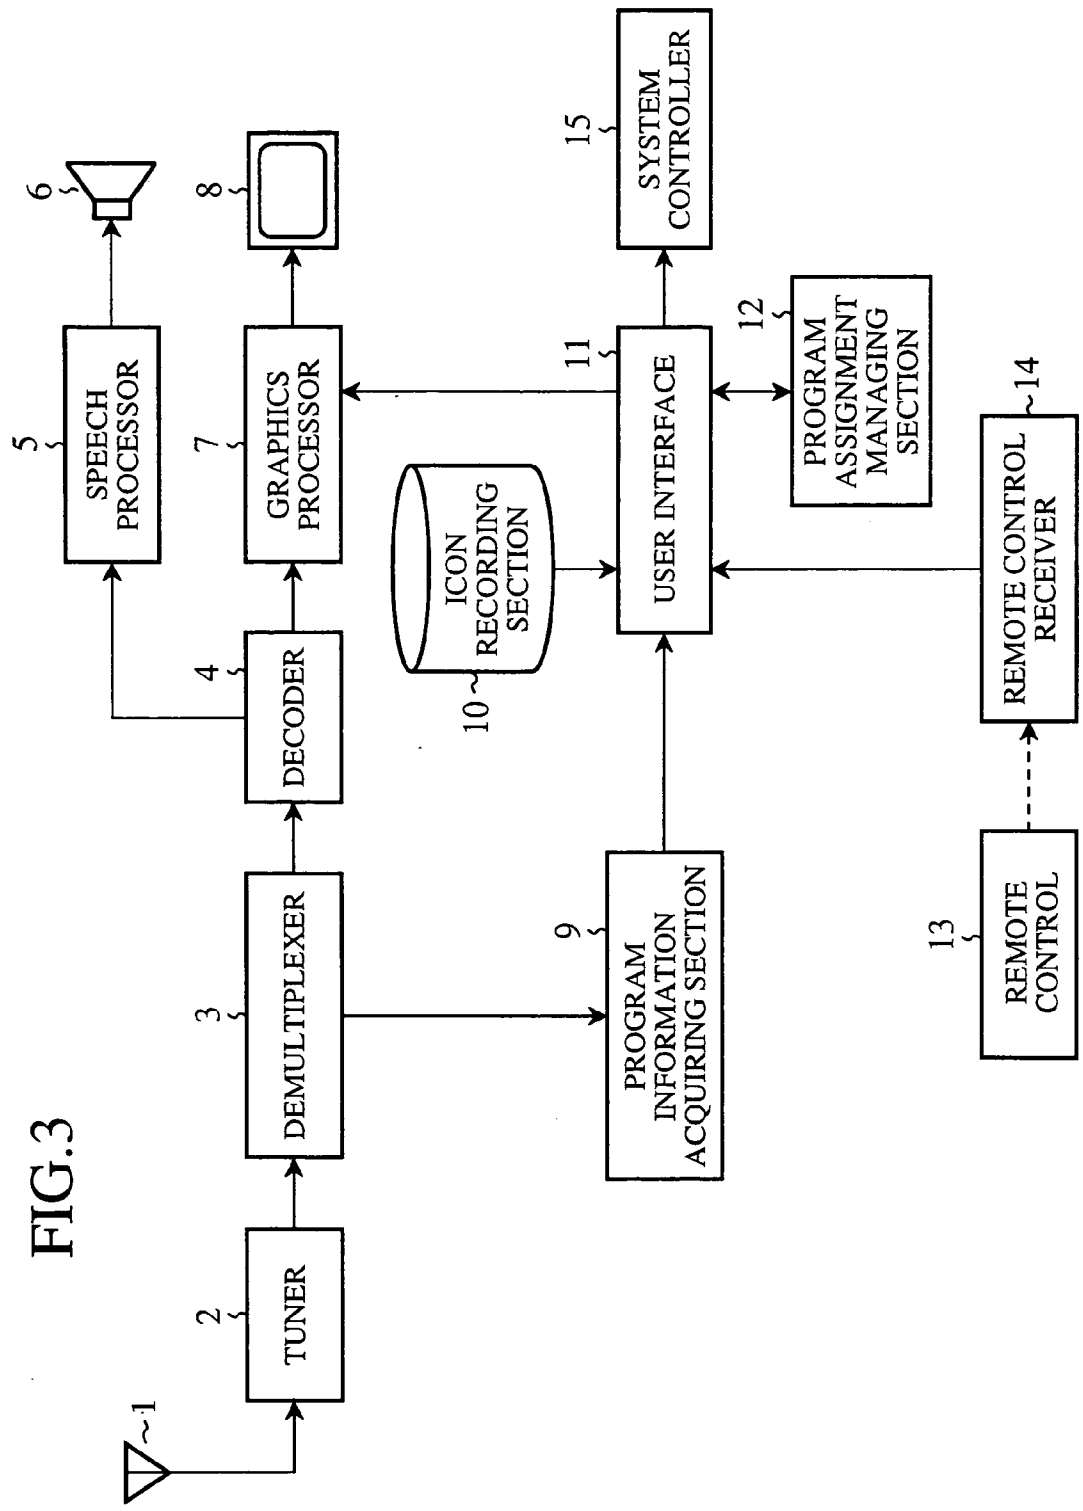 FIG.3
1
2
TUNER
3
DEMULTIPLEXER
4
DECODER
5
SPEECH
PROCESSOR
6
7
GRAPHICS
PROCESSOR
8
9
PROGRAM
INFORMATION
ACQUIRING SECTION
10
ICON
RECORDING
SECTION
11
USER INTERFACE
15
SYSTEM
CONTROLLER
12
PROGRAM
ASSIGNMENT
MANAGING
SECTION
13
REMOTE
CONTROL
14
REMOTE CONTROL
RECEIVER